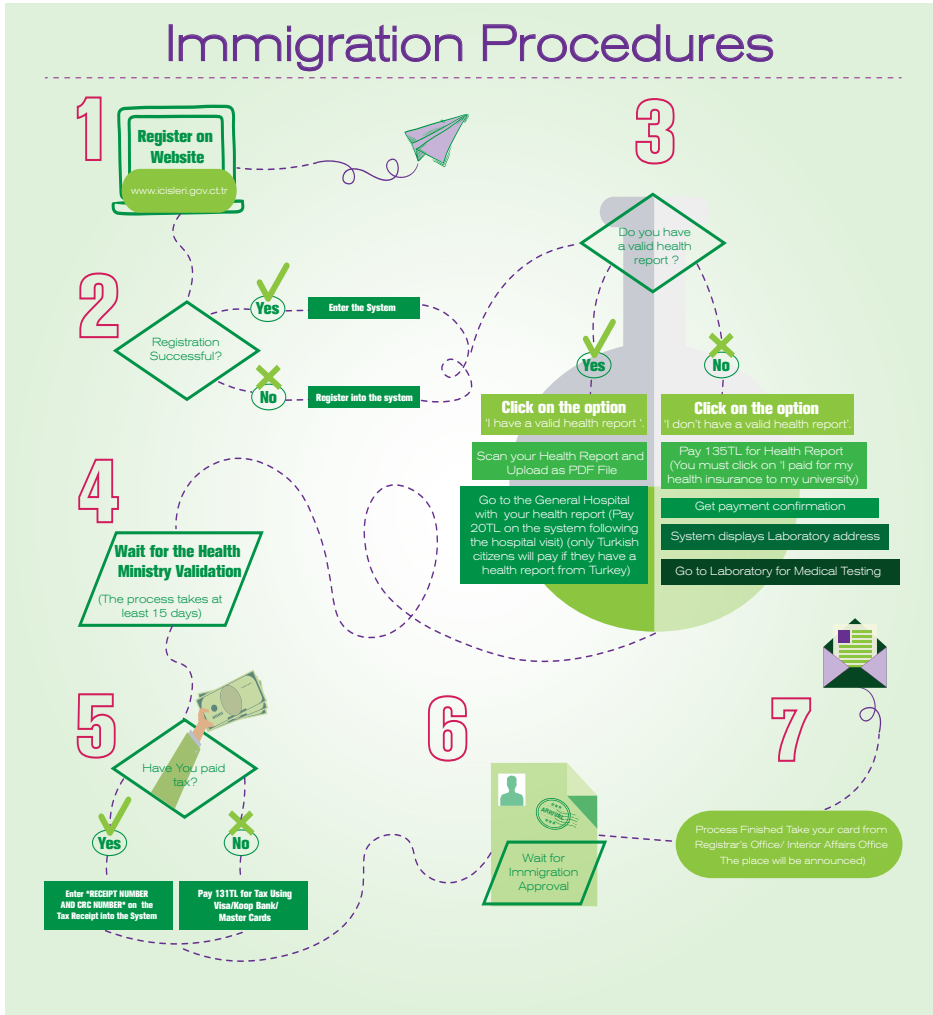 Immigration Procedures
1
Register on
Website
www.icisleri.gov.ct.tr
2
Registration
Successful?
Yes
Enter the System
No
Register into the system
3
Do you have
a valid health
report ?
Yes
Click on the option
'I have a valid health report '.
Scan your Health Report and
Upload as PDF File
Go to the General Hospital
with your health report (Pay
20TL on the system following
the hospital visit) (only Turkish
citizens will pay if they have a
health report from Turkey)
No
Click on the option
'I don't have a valid health report'.
Pay 135TL for Health Report
(You must click on 'I paid for my
health insurance to my university)
Get payment confirmation
System displays Laboratory address
Go to Laboratory for Medical Testing
4
Wait for the Health
Ministry Validation
(The process takes at
least 15 days)
5
Have You paid
tax?
Yes
Enter *RECEIPT NUMBER
AND CRC NUMBER* on the
Tax Receipt into the System
No
Pay 131TL for Tax Using
Visa/Koop Bank/
Master Cards
6
ARRIVAL
Wait for
Immigration
Approval
7
Process Finished Take your card from
Registrar's Office/ Interior Affairs Office
The place will be announced)